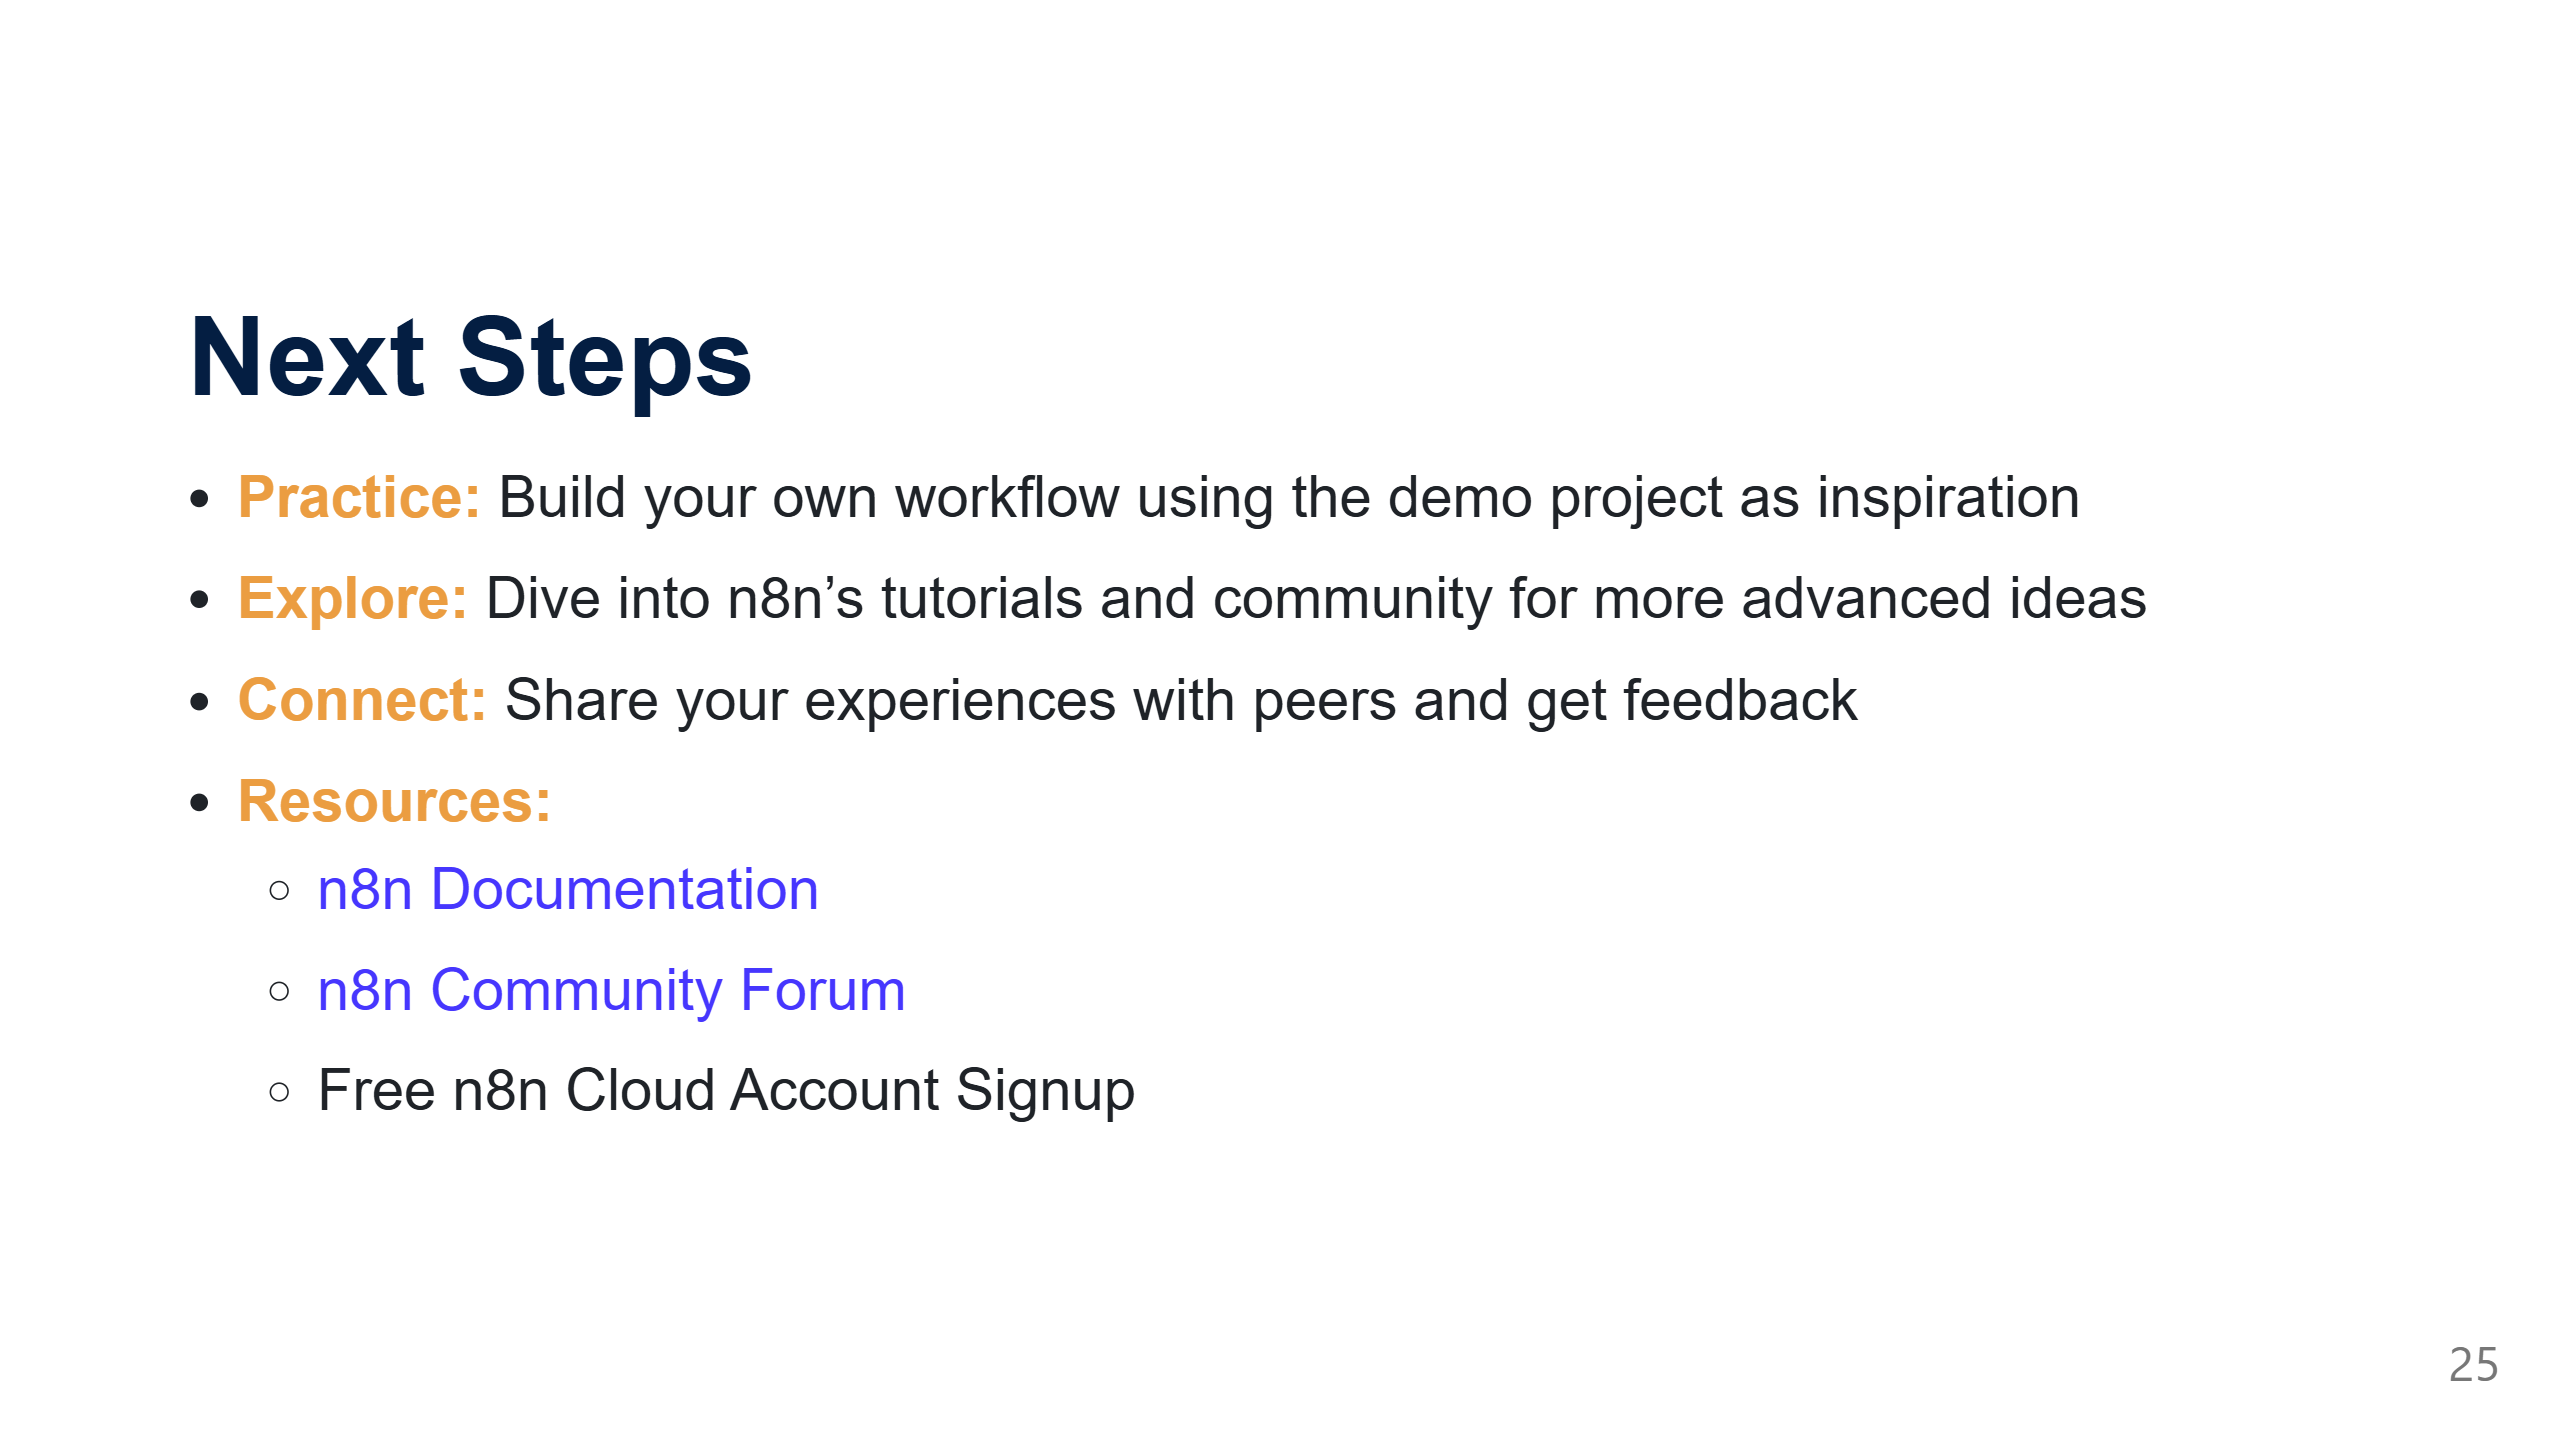 Next Steps
• Practice: Build your own workflow using the demo project as inspiration
• Explore: Dive into n8n’s tutorials and community for more advanced ideas
• Connect: Share your experiences with peers and get feedback
• Resources:
◦ n8n Documentation
◦ n8n Community Forum
◦ Free n8n Cloud Account Signup
25